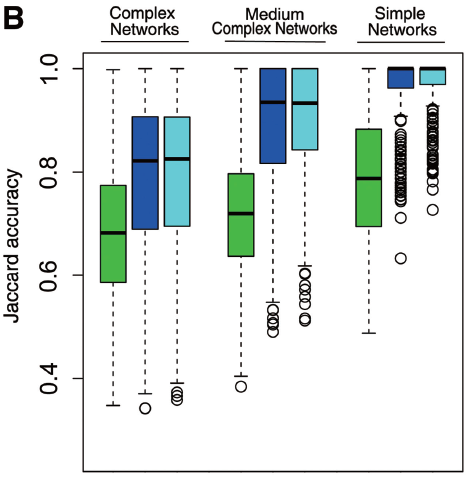 B
Complex
Networks
Medium
Complex Networks
Simple
Networks
Jaccard accuracy
1.0
0.8
0.6
0.4